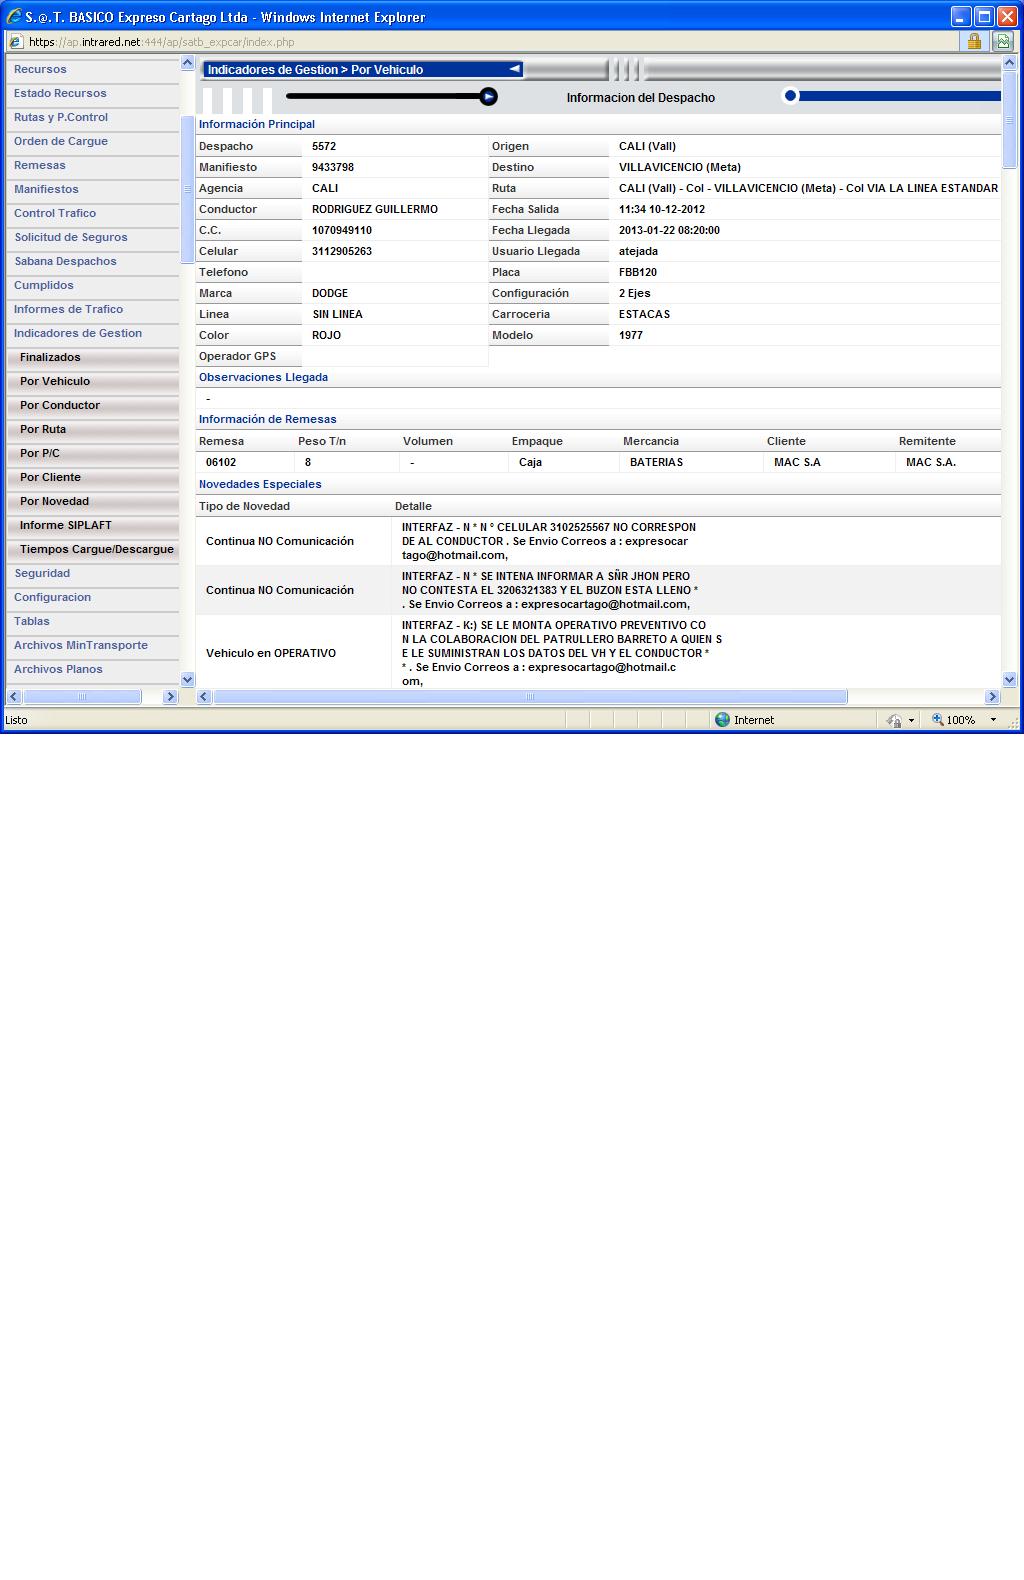 S.@.T. BASICO Expreso Cartago Ltda - Windows Internet Explorer
https://ap.intrared.net:444/ap/satb_expcar/index.php
Recursos
Estado Recursos
Rutas y P.Control
Orden de Cargue
Remesas
Manifiestos
Control Trafico
Solicitud de Seguros
Sabana Despachos
Cumplidos
Informes de Trafico
Indicadores de Gestion
Finalizados
Por Vehiculo
Por Conductor
Por Ruta
Por P/C
Por Cliente
Por Novedad
Informe SIPLAFT
Tiempos Cargue/Descargue
Seguridad
Configuracion
Tablas
Archivos MinTransporte
Archivos Planos
Indicadores de Gestion > Por Vehiculo
Informacion del Despacho
Información Principal
Despacho 5572 Origen CALI (Vall)
Manifiesto 9433798 Destino VILLAVICENCIO (Meta)
Agencia CALI Ruta CALI (Vall) - Col - VILLAVICENCIO (Meta) - Col VIA LA LINEA ESTANDAR
Conductor RODRIGUEZ GUILLERMO Fecha Salida 11:34 10-12-2012
C.C. 1070949110 Fecha Llegada 2013-01-22 08:20:00
Celular 3112905263 Usuario Llegada atejada
Telefono Placa FBB120
Marca DODGE Configuración 2 Ejes
Linea SIN LINEA Carroceria ESTACAS
Color ROJO Modelo 1977
Operador GPS
Observaciones Llegada
-
Información de Remesas
Remesa Peso T/n Volumen Empaque Mercancia Cliente Remitente
06102 8 - Caja BATERIAS MAC S.A MAC S.A.
Novedades Especiales
Tipo de Novedad Detalle
INTERFAZ - N * N ° CELULAR 3102525567 NO CORRESPON
Continua NO Comunicación DE AL CONDUCTOR . Se Envio Correos a : expresocar
tago@hotmail.com,
INTERFAZ - N * SE INTENA INFORMAR A SÑR JHON PERO
Continua NO Comunicación NO CONTESTA EL 3206321383 Y EL BUZON ESTA LLENO *
. Se Envio Correos a : expresocartago@hotmail.com,
INTERFAZ - K:) SE LE MONTA OPERATIVO PREVENTIVO CO
N LA COLABORACION DEL PATRULLERO BARRETO A QUIEN S
Vehiculo en OPERATIVO E LE SUMINISTRAN LOS DATOS DEL VH Y EL CONDUCTOR *
* . Se Envio Correos a : expresocartago@hotmail.c
om,
Listo Internet 100%